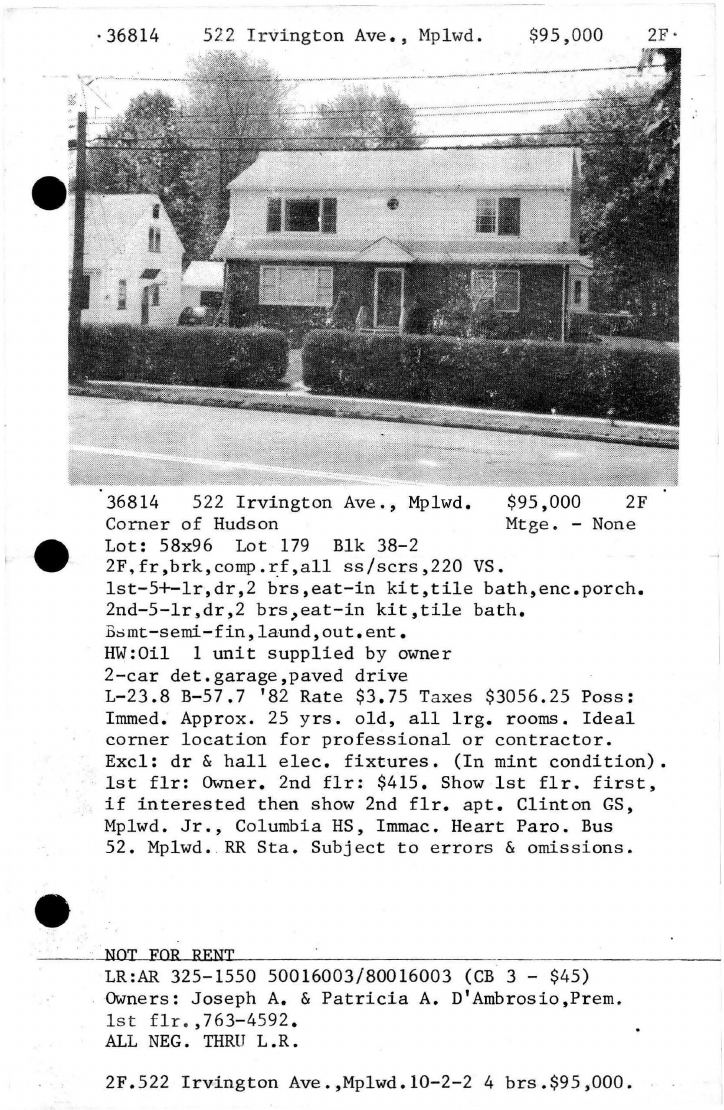 36814 522 Irvington Ave., Mplwd. $95,000 2F
36814 522 Irvington Ave., Mplwd. $95,000 2F
Corner of Hudson Mtge. - None
Lot: 58x96 Lot 179 Blk 38-2
2F,fr,brk,comp.rf,all ss/scrs,220 VS.
1st-5+-lr,dr,2 brs,eat-in kit,tile bath,enc.porch.
2nd-5-lr,dr,2 brs,eat-in kit,tile bath.
Bsmt-semi-fin,laund,out.ent.
HW:Oil 1 unit supplied by owner
2-car det.garage,paved drive
L-23.8 B-57.7 '82 Rate $3.75 Taxes $3056.25 Poss:
Immed. Approx. 25 yrs. old, all lrg. rooms. Ideal
corner location for professional or contractor.
Excl: dr & hall elec. fixtures. (In mint condition).
1st flr: Owner. 2nd flr: $415. Show 1st flr. first,
if interested then show 2nd flr. apt. Clinton GS,
Mplwd. Jr., Columbia HS, Immac. Heart Paro. Bus
52. Mplwd. RR Sta. Subject to errors & omissions.
NOT FOR RENT
LR:AR 325-1550 50016003/80016003 (CB 3 - $45)
Owners: Joseph A. & Patricia A. D'Ambrosio,Prem.
1st flr.,763-4592.
ALL NEG. THRU L.R.
2F.522 Irvington Ave.,Mplwd.10-2-2 4 brs.$95,000.